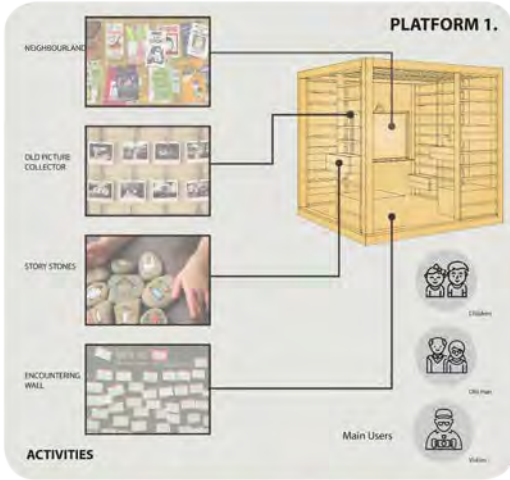 PLATFORM 1.
NEIGHBOURLAND
OLD PICTURE
COLLECTOR
STORY STONES
ENCOUNTERING
WALL
ACTIVITIES
Main Users
Children
Old man
Visitor